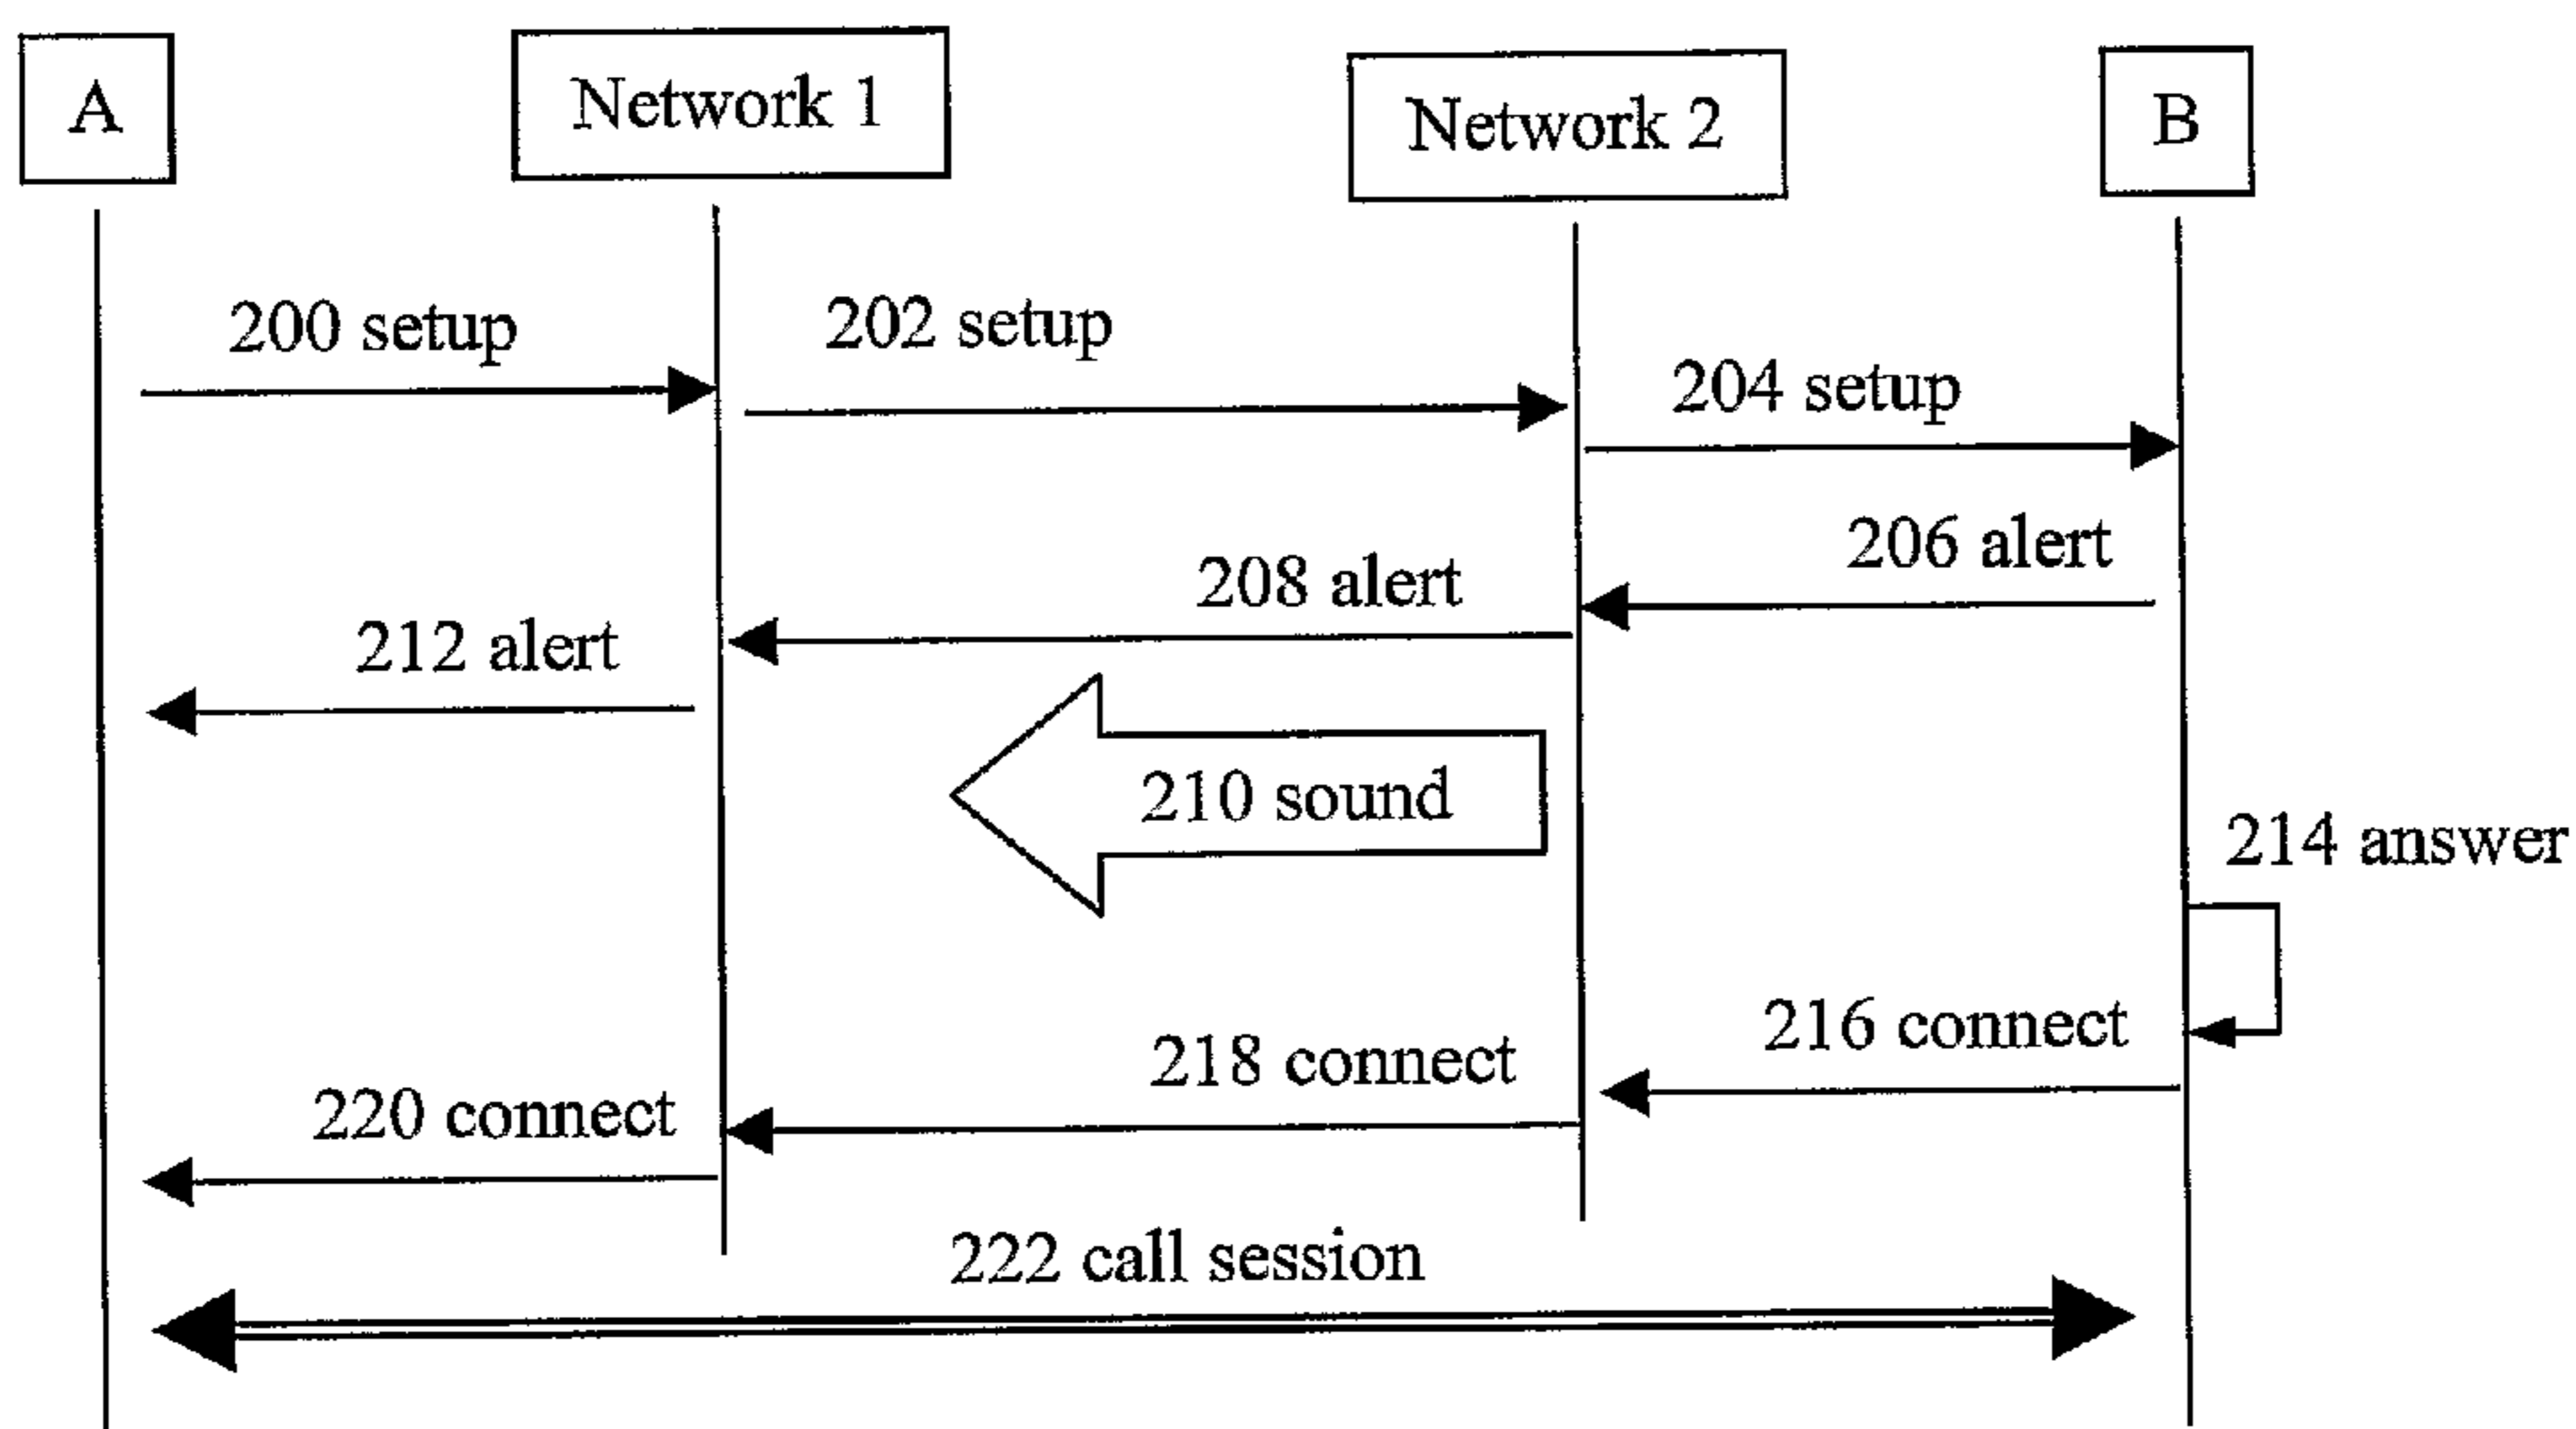 A
Network 1
Network 2
B
200 setup
202 setup
204 setup
206 alert
208 alert
212 alert
210 sound
214 answer
216 connect
218 connect
220 connect
222 call session